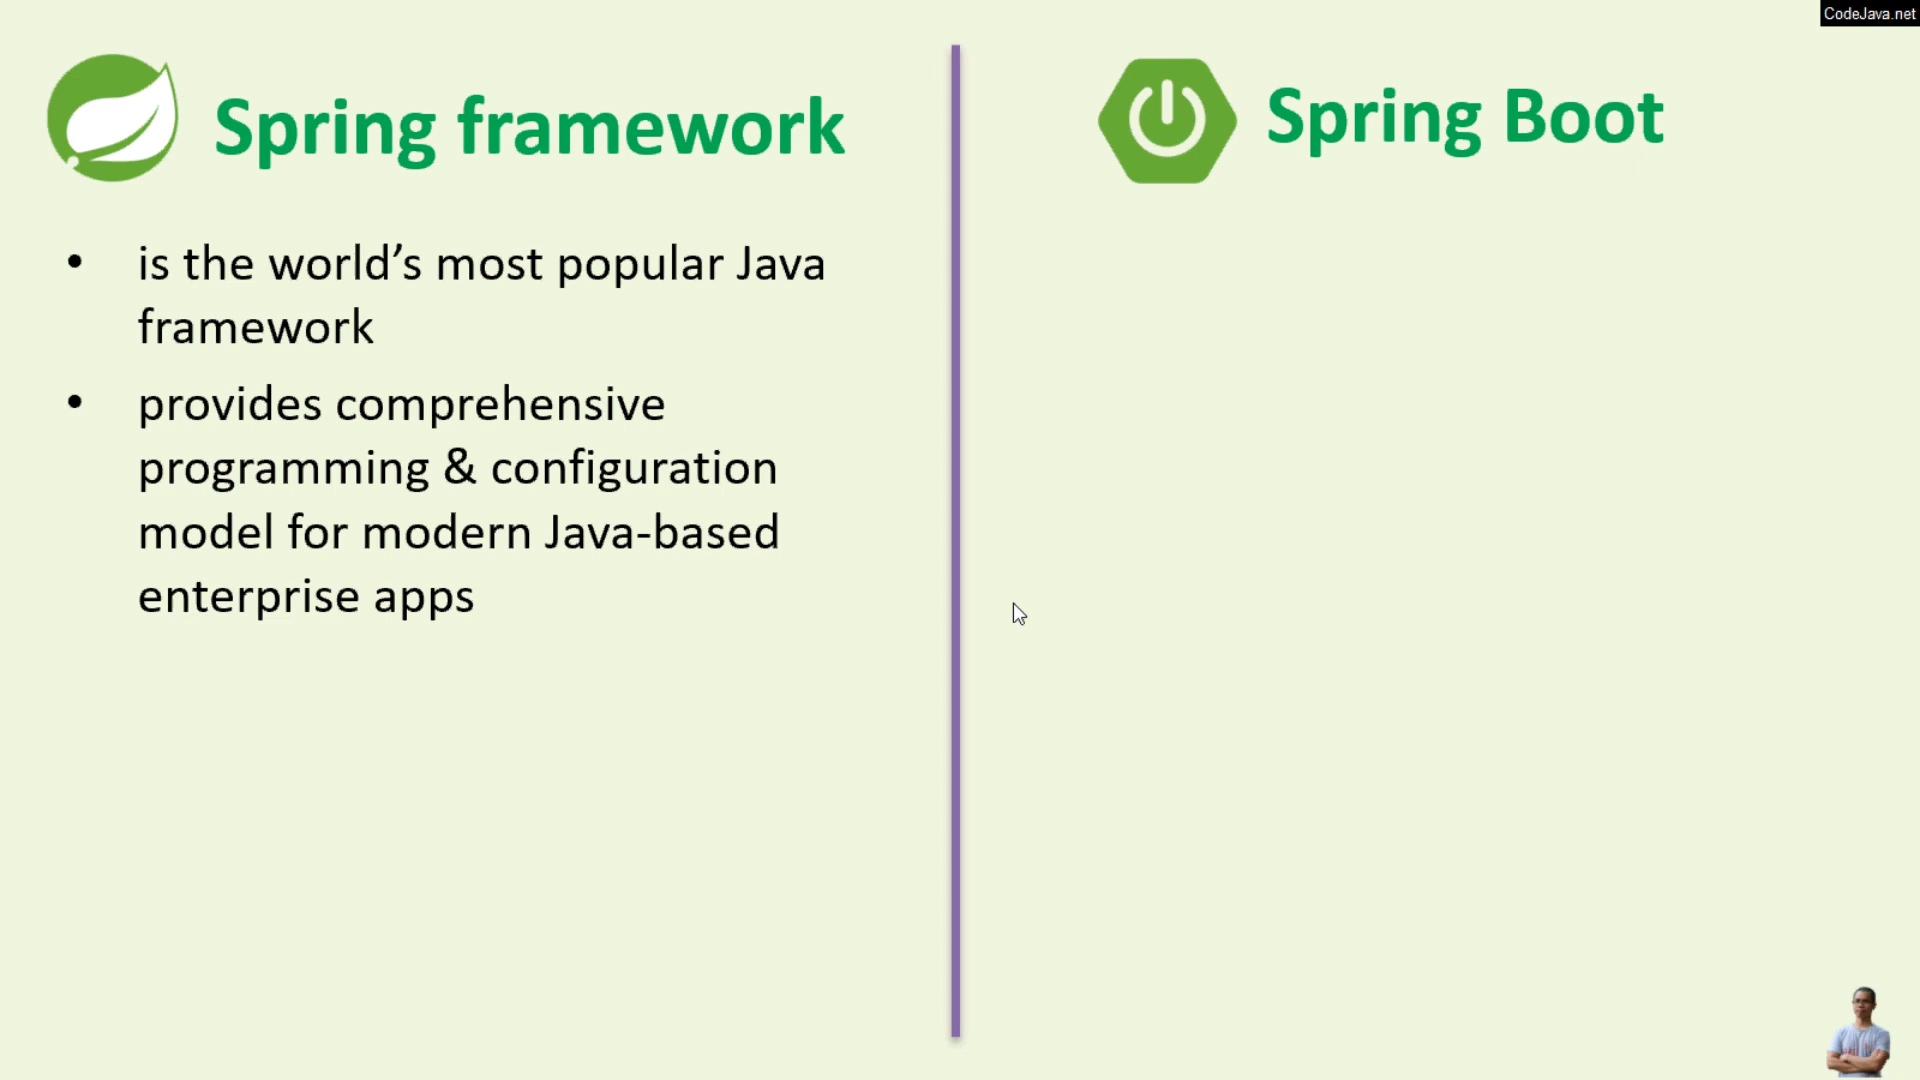 CodeJava.net
Spring framework
• is the world’s most popular Java
framework
• provides comprehensive
programming & configuration
model for modern Java-based
enterprise apps
Spring Boot